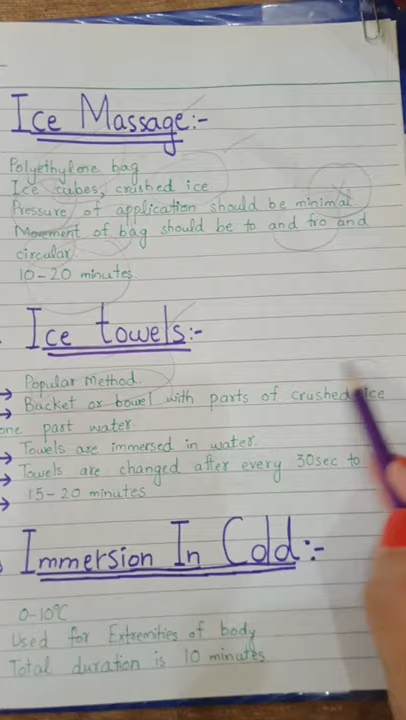 Ice Massage:-
Polyethylene bag
Ice cubes, crushed ice
Pressure of application should be minimal
Movement of bag should be to and fro and
circular.
10-20 minutes
Ice towels:-
→ Popular Method.
→ Backet or bowel with parts of crushed ice
one part water
→ Towels are immersed in water.
→ Towels are changed after every 30sec to
→ 15-20 minutes
Immersion In Cold:-
0-10°C
Used for Extremities of body
Total duration is 10 minutes